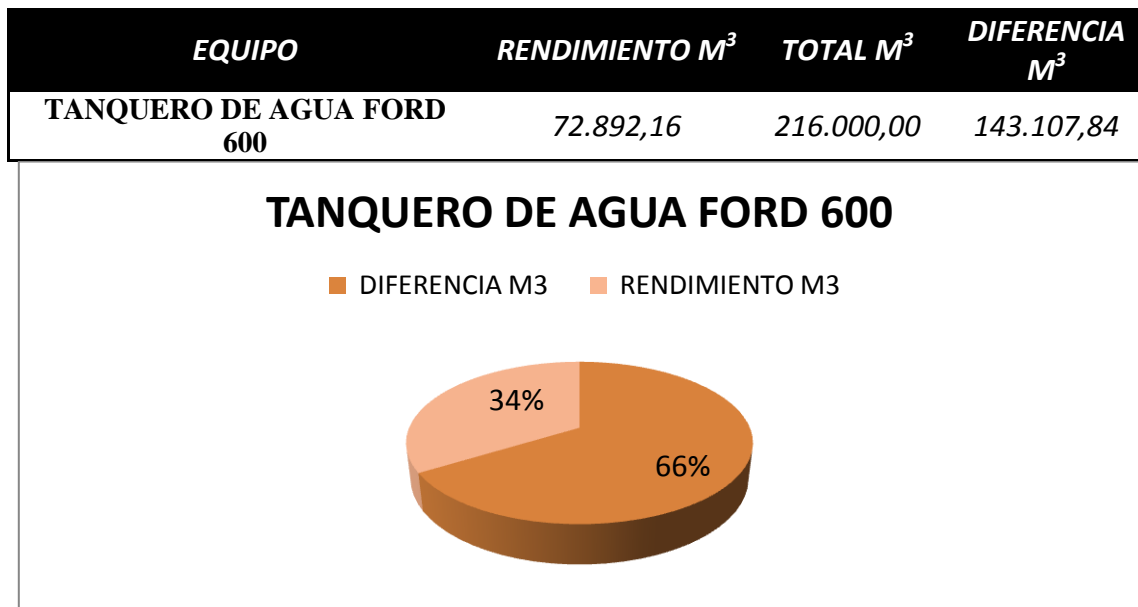 EQUIPO RENDIMIENTO M³ TOTAL M³ DIFERENCIA M³
TANQUERO DE AGUA FORD 600 72.892,16 216.000,00 143.107,84
TANQUERO DE AGUA FORD 600
DIFERENCIA M3 RENDIMIENTO M3
34%
66%